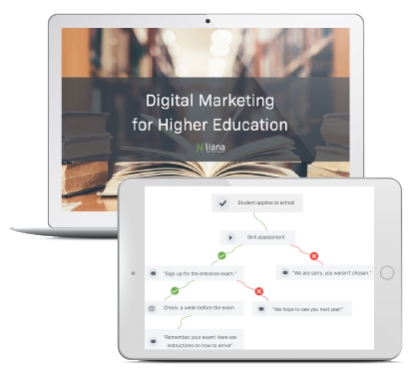 Digital Marketing
for Higher Education
liana
Student applies to school
Skill assessment
"Sign up for the entrance exam."
"We are sorry, you weren't chosen."
Check: a week before the exam
"We hope to see you next year!"
"Remember your exam! Here are
instructions on how to arrive"